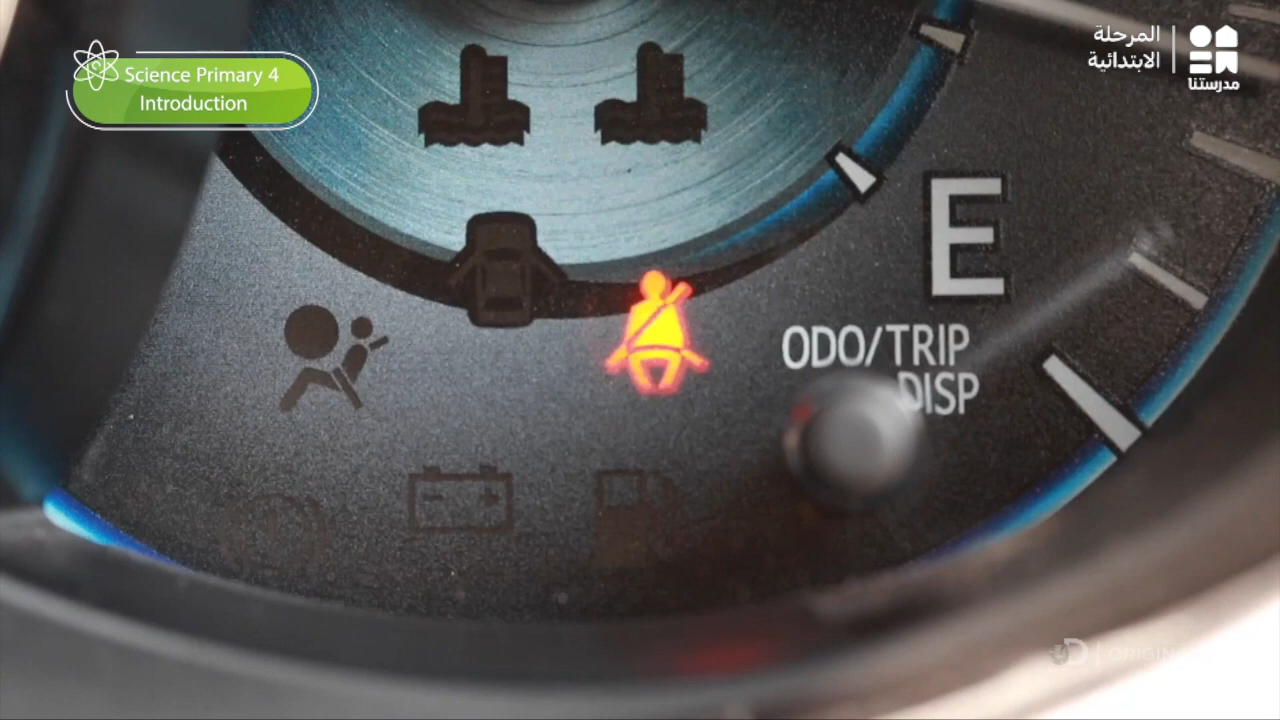 Science Primary 4
Introduction
المرحلة
الابتدائية
مدرستنا
E
ODO/TRIP
DISP